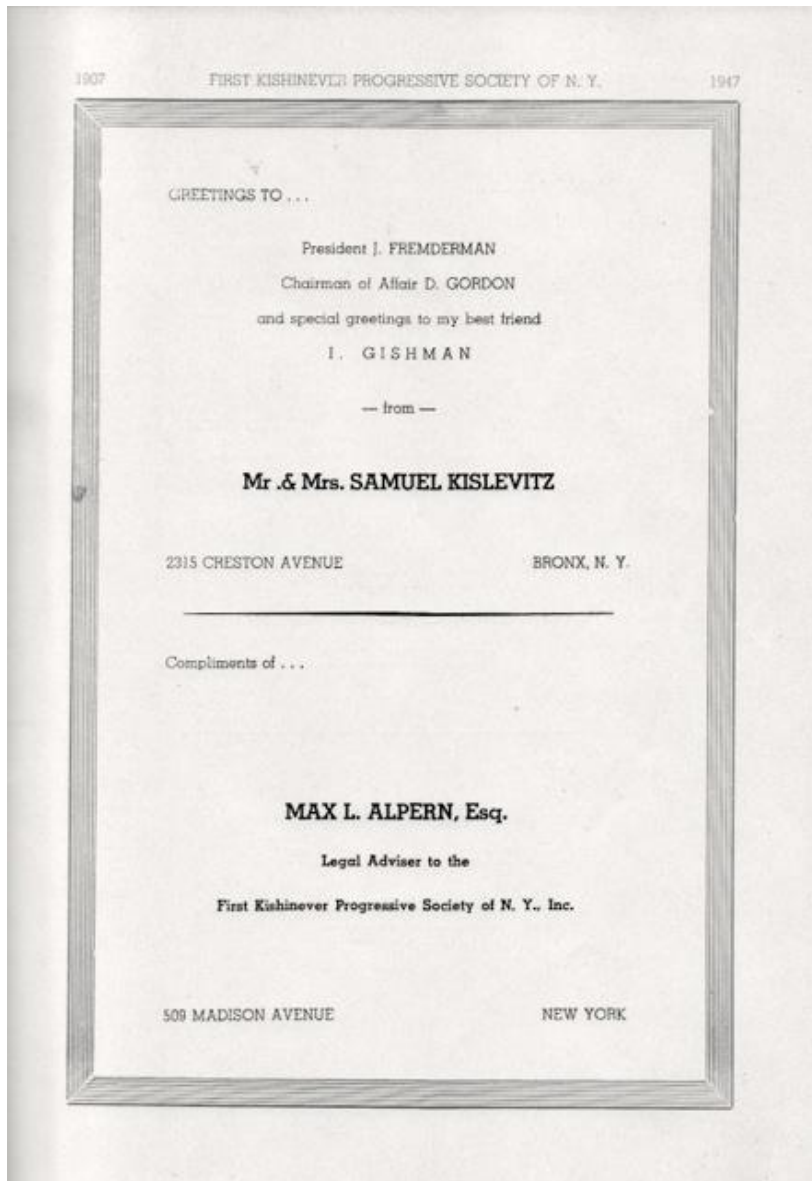 1907 FIRST KISHINEVER PROGRESSIVE SOCIETY OF N. Y. 1947
GREETINGS TO . . .
President J. FREMDERMAN
Chairman of Affair D. GORDON
and special greetings to my best friend
I. GISHMAN
— from —
Mr .& Mrs. SAMUEL KISLEVITZ
2315 CRESTON AVENUE BRONX, N. Y.
Compliments of . . .
MAX L. ALPERN, Esq.
Legal Adviser to the
First Kishinever Progressive Society of N. Y., Inc.
509 MADISON AVENUE NEW YORK